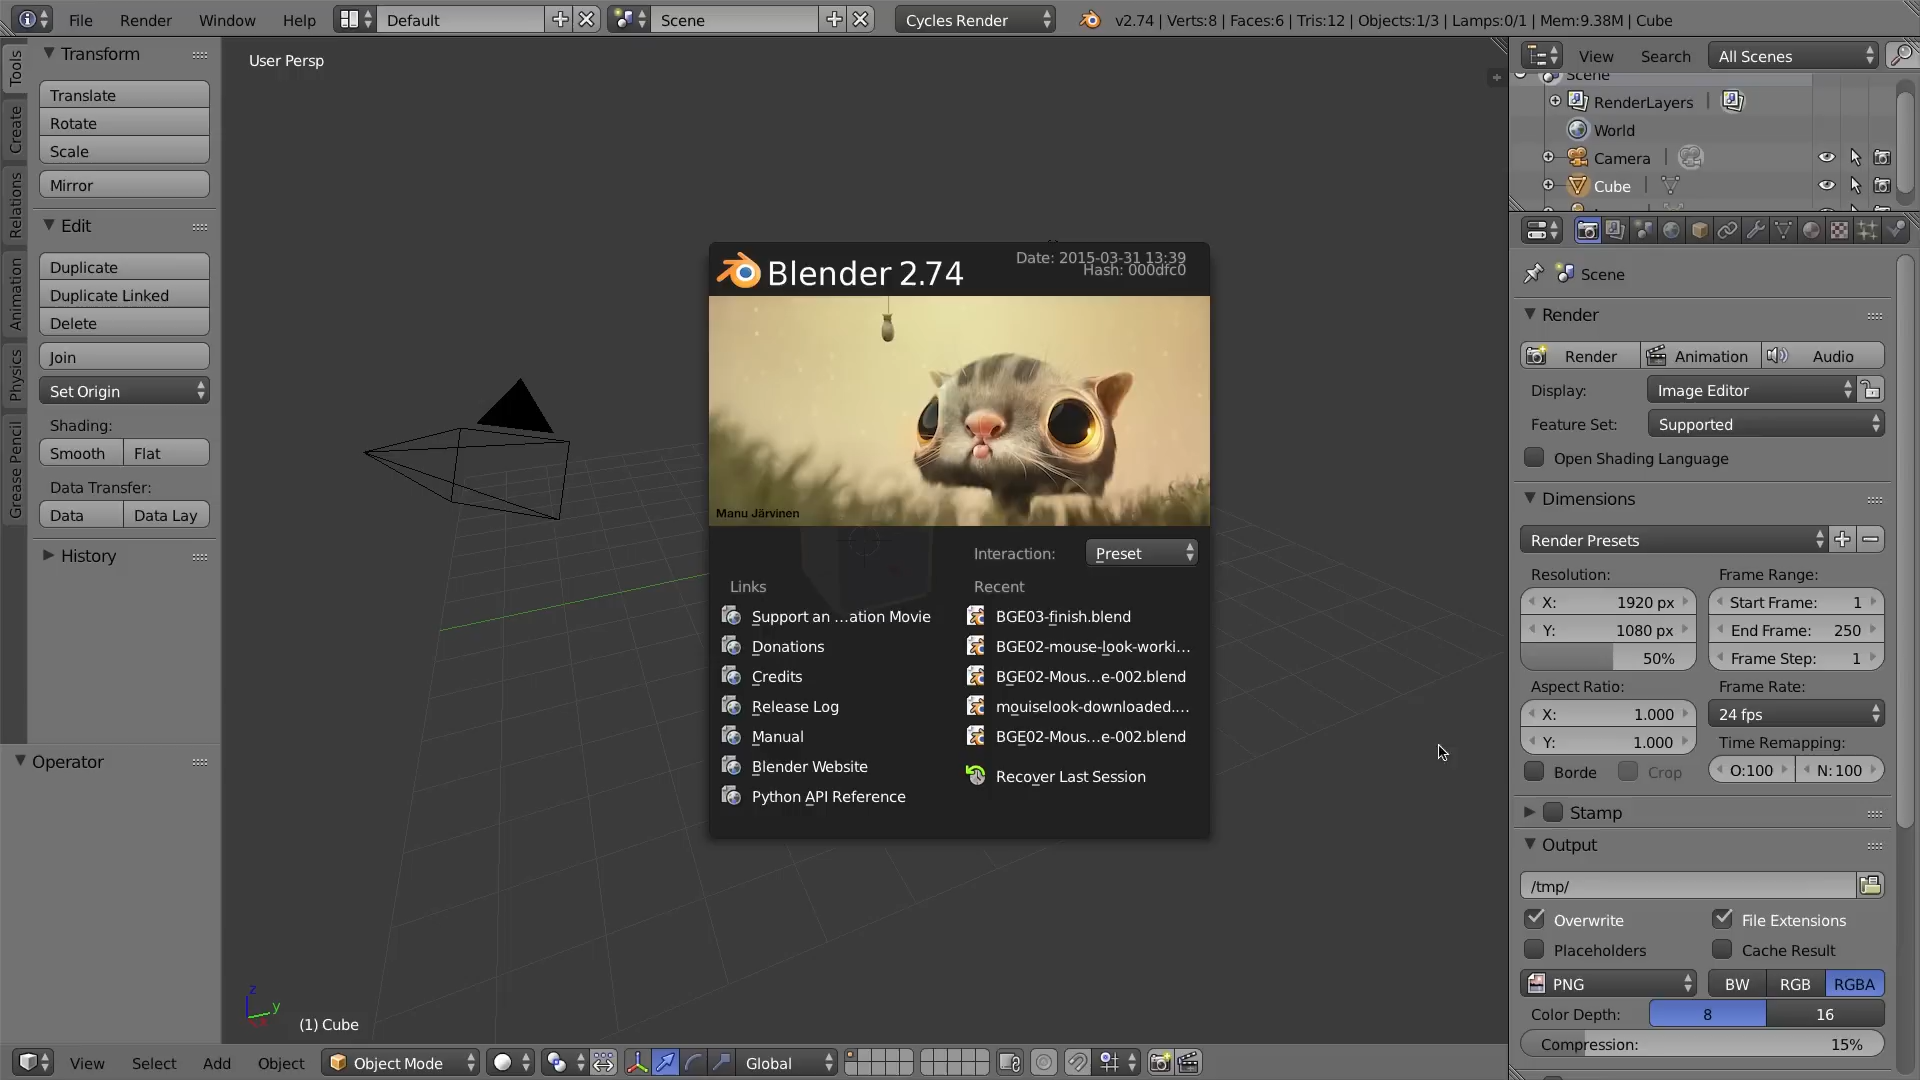 File Render Window Help Default Scene Cycles Render v2.74 | Verts:8 | Faces:6 | Tris:12 | Objects:1/3 | Lamps:0/1 | Mem:9.38M | Cube
Tools
Create
Relations
Animation
Physics
Grease Pencil
Transform
Translate
Rotate
Scale
Mirror
Edit
Duplicate
Duplicate Linked
Delete
Join
Set Origin
Shading:
Smooth Flat
Data Transfer:
Data Data Lay
History
Operator
User Persp
Blender 2.74
Date: 2015-03-31 13:39
Hash: 000dfc0
Manu Järvinen
Interaction: Preset
Links
Support an ...ation Movie
Donations
Credits
Release Log
Manual
Blender Website
Python API Reference
Recent
BGE03-finish.blend
BGE02-mouse-look-worki...
BGE02-Mous...e-002.blend
mouiselook-downloaded....
BGE02-Mous...e-002.blend
Recover Last Session
z
y
(1) Cube
View Select Add Object Object Mode Global
View Search All Scenes
Scene
RenderLayers
World
Camera
Cube
Scene
Render
Render Animation Audio
Display: Image Editor
Feature Set: Supported
Open Shading Language
Dimensions
Render Presets
Resolution: Frame Range:
X: 1920 px Start Frame: 1
Y: 1080 px End Frame: 250
50% Frame Step: 1
Aspect Ratio: Frame Rate:
X: 1.000 24 fps
Y: 1.000 Time Remapping:
Borde Crop O:100 N: 100
Stamp
Output
/tmp/
Overwrite File Extensions
Placeholders Cache Result
PNG BW RGB RGBA
Color Depth: 8 16
Compression: 15%